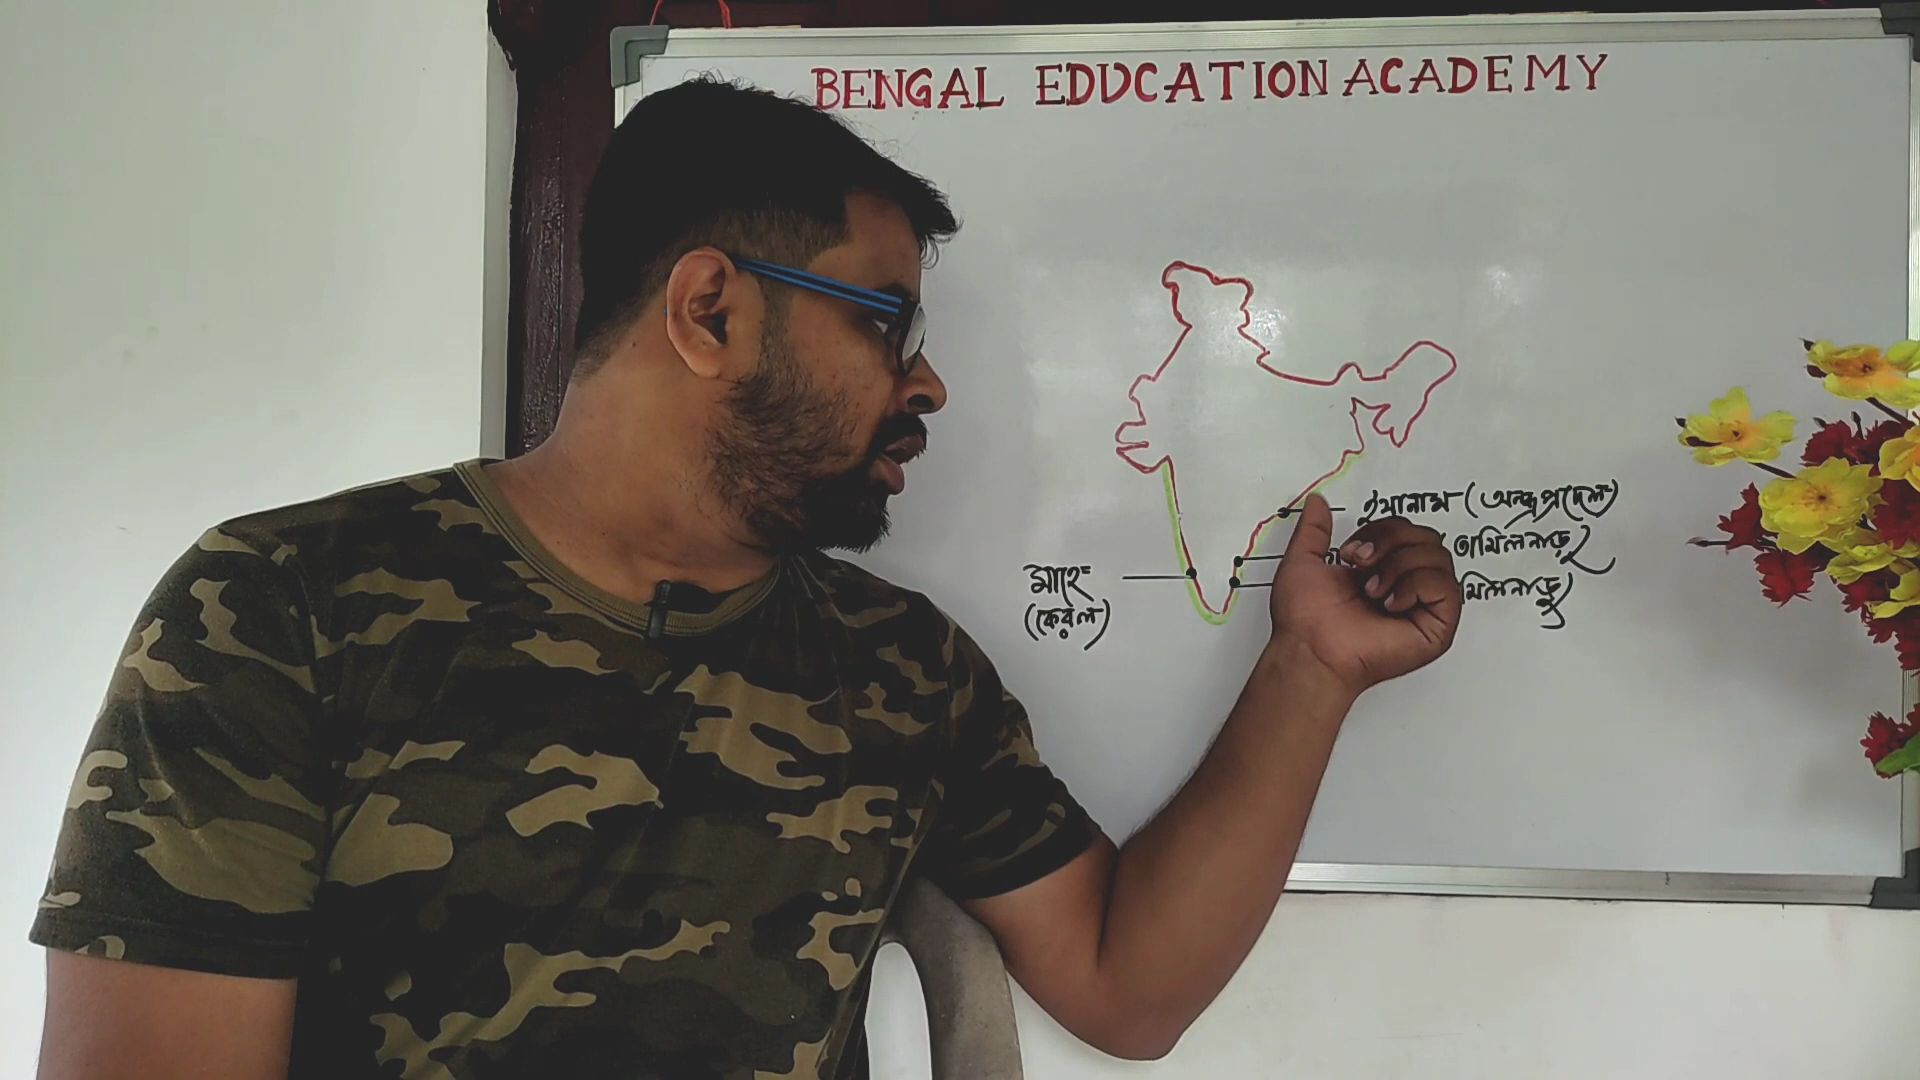 BENGAL EDUCATION ACADEMY
ইয়ানাম (অন্ধ্রপ্রদেশ)
তামিলনাড়ু
মাহে
(কেরল)
মিলনাড়ু)